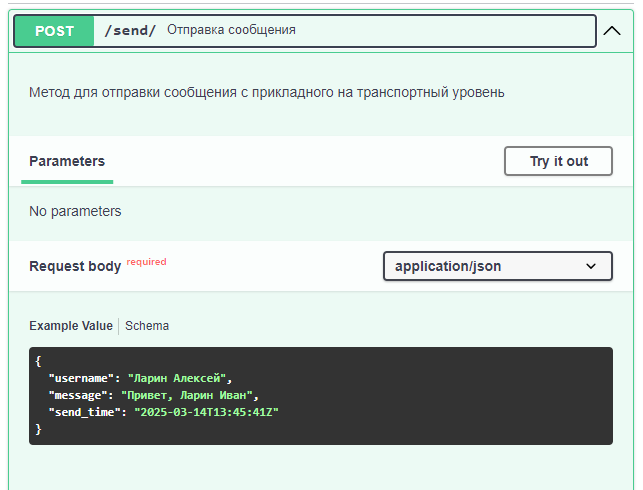 POST /send/ Отправка сообщения
Метод для отправки сообщения с прикладного на транспортный уровень
Parameters Try it out
No parameters
Request body required application/json
Example Value Schema
{
"username": "Ларин Алексей",
"message": "Привет, Ларин Иван",
"send_time": "2025-03-14T13:45:41Z"
}